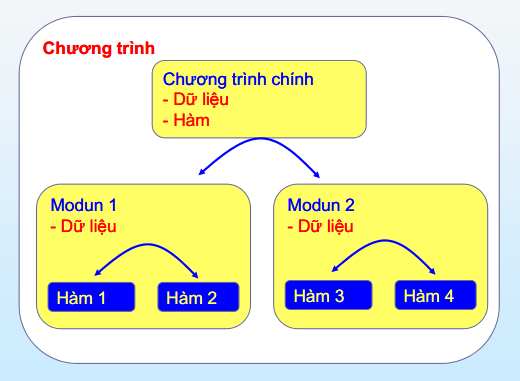 Chương trình
Chương trình chính
- Dữ liệu
- Hàm
Modun 1
- Dữ liệu
Hàm 1
Hàm 2
Modun 2
- Dữ liệu
Hàm 3
Hàm 4